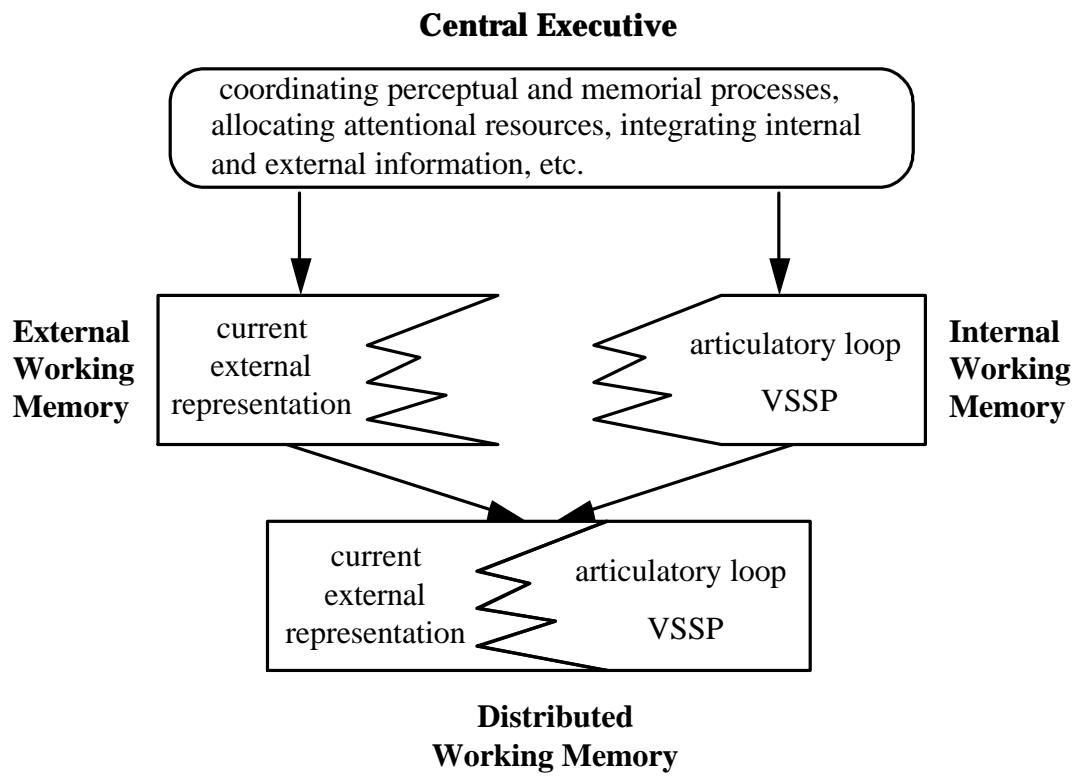 Central Executive
coordinating perceptual and memorial processes,
allocating attentional resources, integrating internal
and external information, etc.
External
Working
Memory
current
external
representation
articulatory loop
VSSP
Internal
Working
Memory
current
external
representation
articulatory loop
VSSP
Distributed
Working Memory